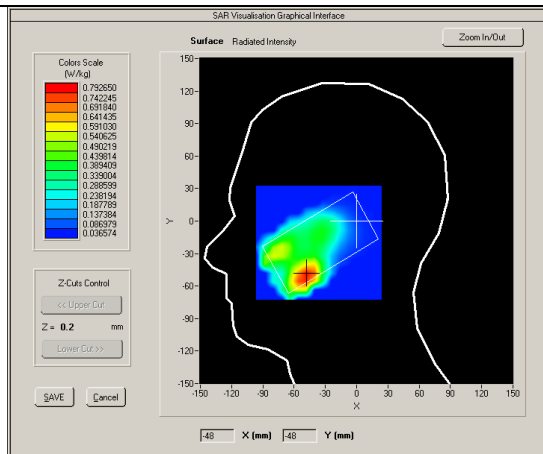 SAR Visualisation Graphical Interface
Surface Radiated Intensity
Zoom In/Out
Colors Scale
(W/kg)
0.792650
0.742245
0.691840
0.641435
0.591030
0.540625
0.490219
0.439814
0.389409
0.339004
0.288599
0.238194
0.187789
0.137384
0.086979
0.036574
Z-Cuts Control
<< Upper Cut
Z = 0.2 mm
Lower Cut >>
SAVE Cancel
150-
120-
90-
60-
30-
0-
-30-
-60-
-90-
-120-
-150-
Y
-150 -120 -90 -60 -30 0 30 60 90 120 150
X
-48 X (mm) -48 Y (mm)